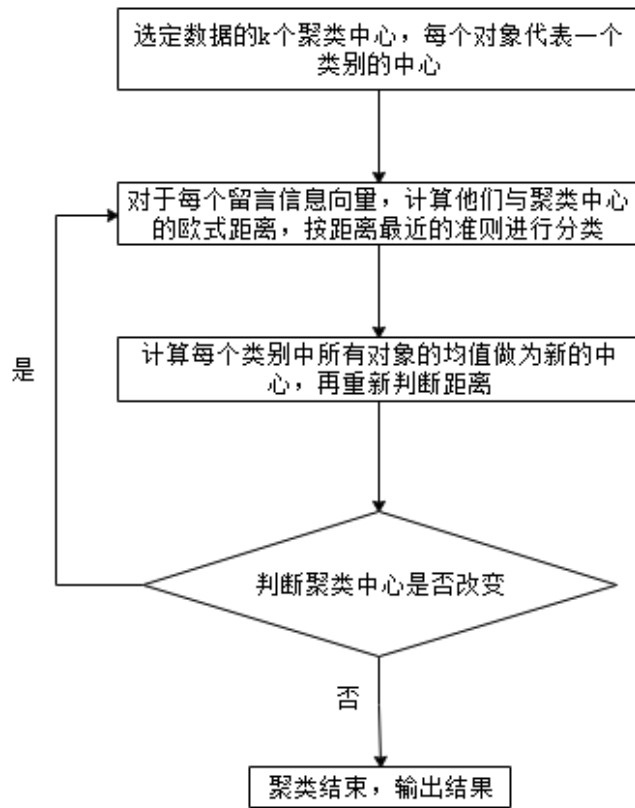 选定数据的k个聚类中心，每个对象代表一个
类别的中心
对于每个留言信息向量，计算他们与聚类中心
的欧式距离，按距离最近的准则进行分类
是
计算每个类别中所有对象的均值做为新的中
心，再重新判断距离
判断聚类中心是否改变
否
聚类结束，输出结果